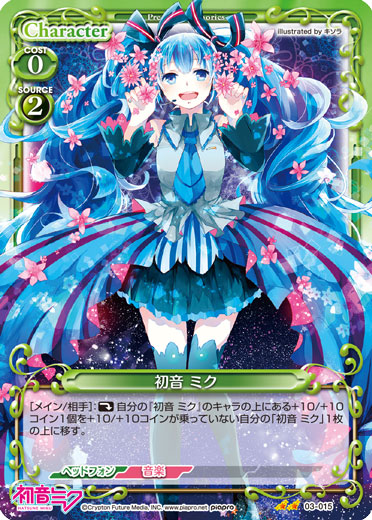 Character
illustrated by キソラ
COST
0
SOURCE
2
初音 ミク
[メイン/相手]: 自分の『初音 ミク』のキャラの上にある+10/+10
コイン1個を+10/+10コインが乗っていない自分の『初音 ミク』1枚
の上に移す。
ヘッドフォン 音楽
初音ミク
HATSUNE MIKU
©Crypton Future Media, INC. www.piapro.net piapro
03-015